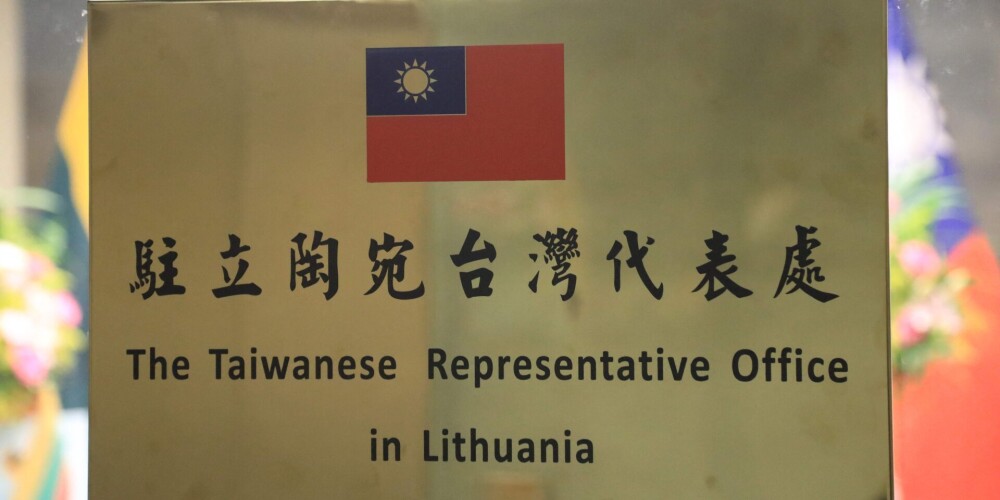 駐立陶宛台灣代表處
The Taiwanese Representative Office
in Lithuania